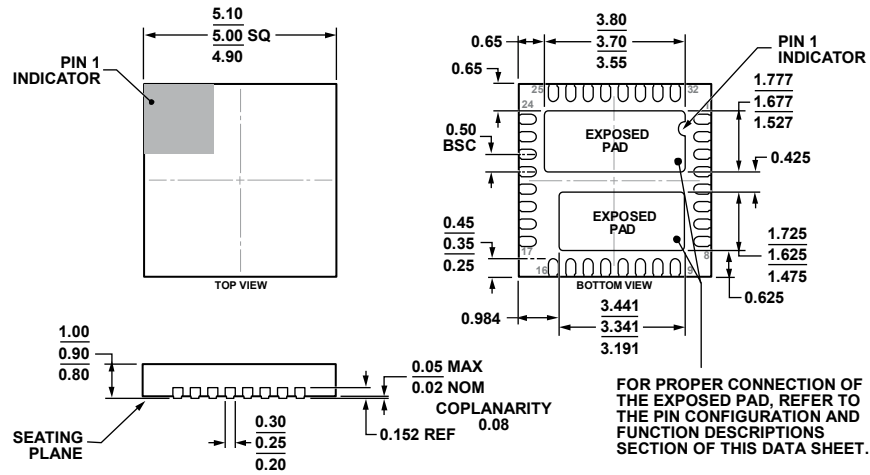 5.10
5.00 SQ
4.90
PIN 1
INDICATOR
TOP VIEW
0.65
3.80
3.70
3.55
PIN 1
INDICATOR
0.65
25
32
24
1.777
1.677
1.527
EXPOSED
PAD
0.50
BSC
0.425
EXPOSED
PAD
0.45
0.35
0.25
1.725
1.625
1.475
17
8
16
9
BOTTOM VIEW
0.625
0.984
3.441
3.341
3.191
1.00
0.90
0.80
0.05 MAX
0.02 NOM
COPLANARITY
0.08
0.152 REF
SEATING
PLANE
0.30
0.25
0.20
FOR PROPER CONNECTION OF
THE EXPOSED PAD, REFER TO
THE PIN CONFIGURATION AND
FUNCTION DESCRIPTIONS
SECTION OF THIS DATA SHEET.